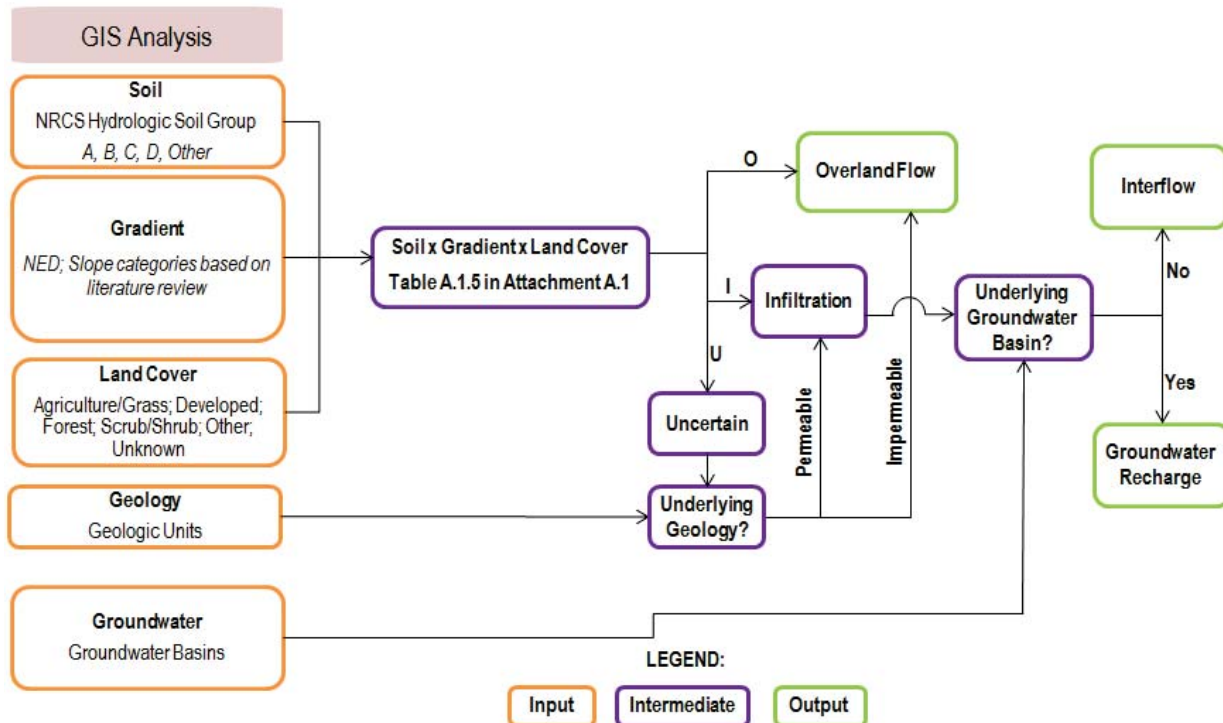 GIS Analysis
Soil
NRCS Hydrologic Soil Group
A, B, C, D, Other
Gradient
NED; Slope categories based on
literature review
Land Cover
Agriculture/Grass; Developed;
Forest; Scrub/Shrub; Other;
Unknown
Geology
Geologic Units
Groundwater
Groundwater Basins
Soil x Gradient x Land Cover
Table A.1.5 in Attachment A.1
O
I
U
Overland Flow
Infiltration
Uncertain
Underlying
Geology?
Permeable
Impermeable
Underlying
Groundwater
Basin?
Interflow
No
Yes
Groundwater
Recharge
LEGEND:
Input
Intermediate
Output